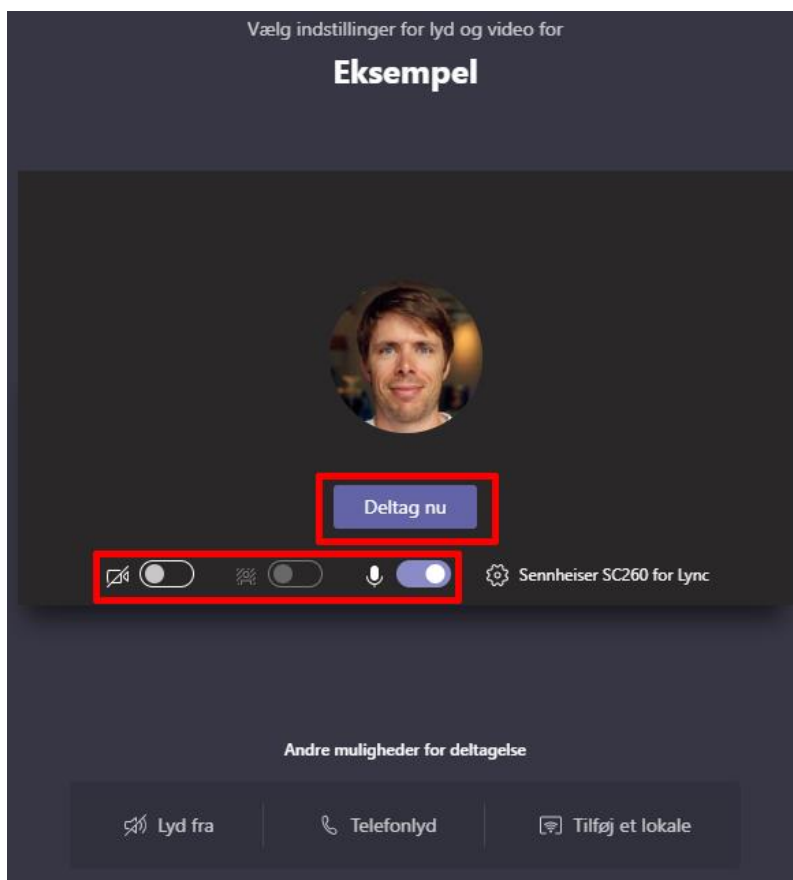 Vælg indstillinger for lyd og video for
Eksempel
Deltag nu
Sennheiser SC260 for Lync
Andre muligheder for deltagelse
Lyd fra
Telefonlyd
Tilføj et lokale